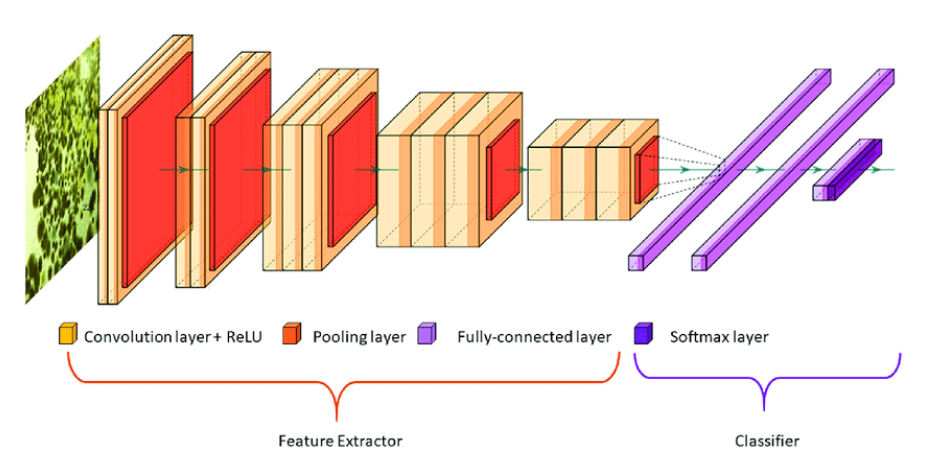 Convolution layer + ReLU Pooling layer Fully-connected layer Softmax layer
Feature Extractor Classifier